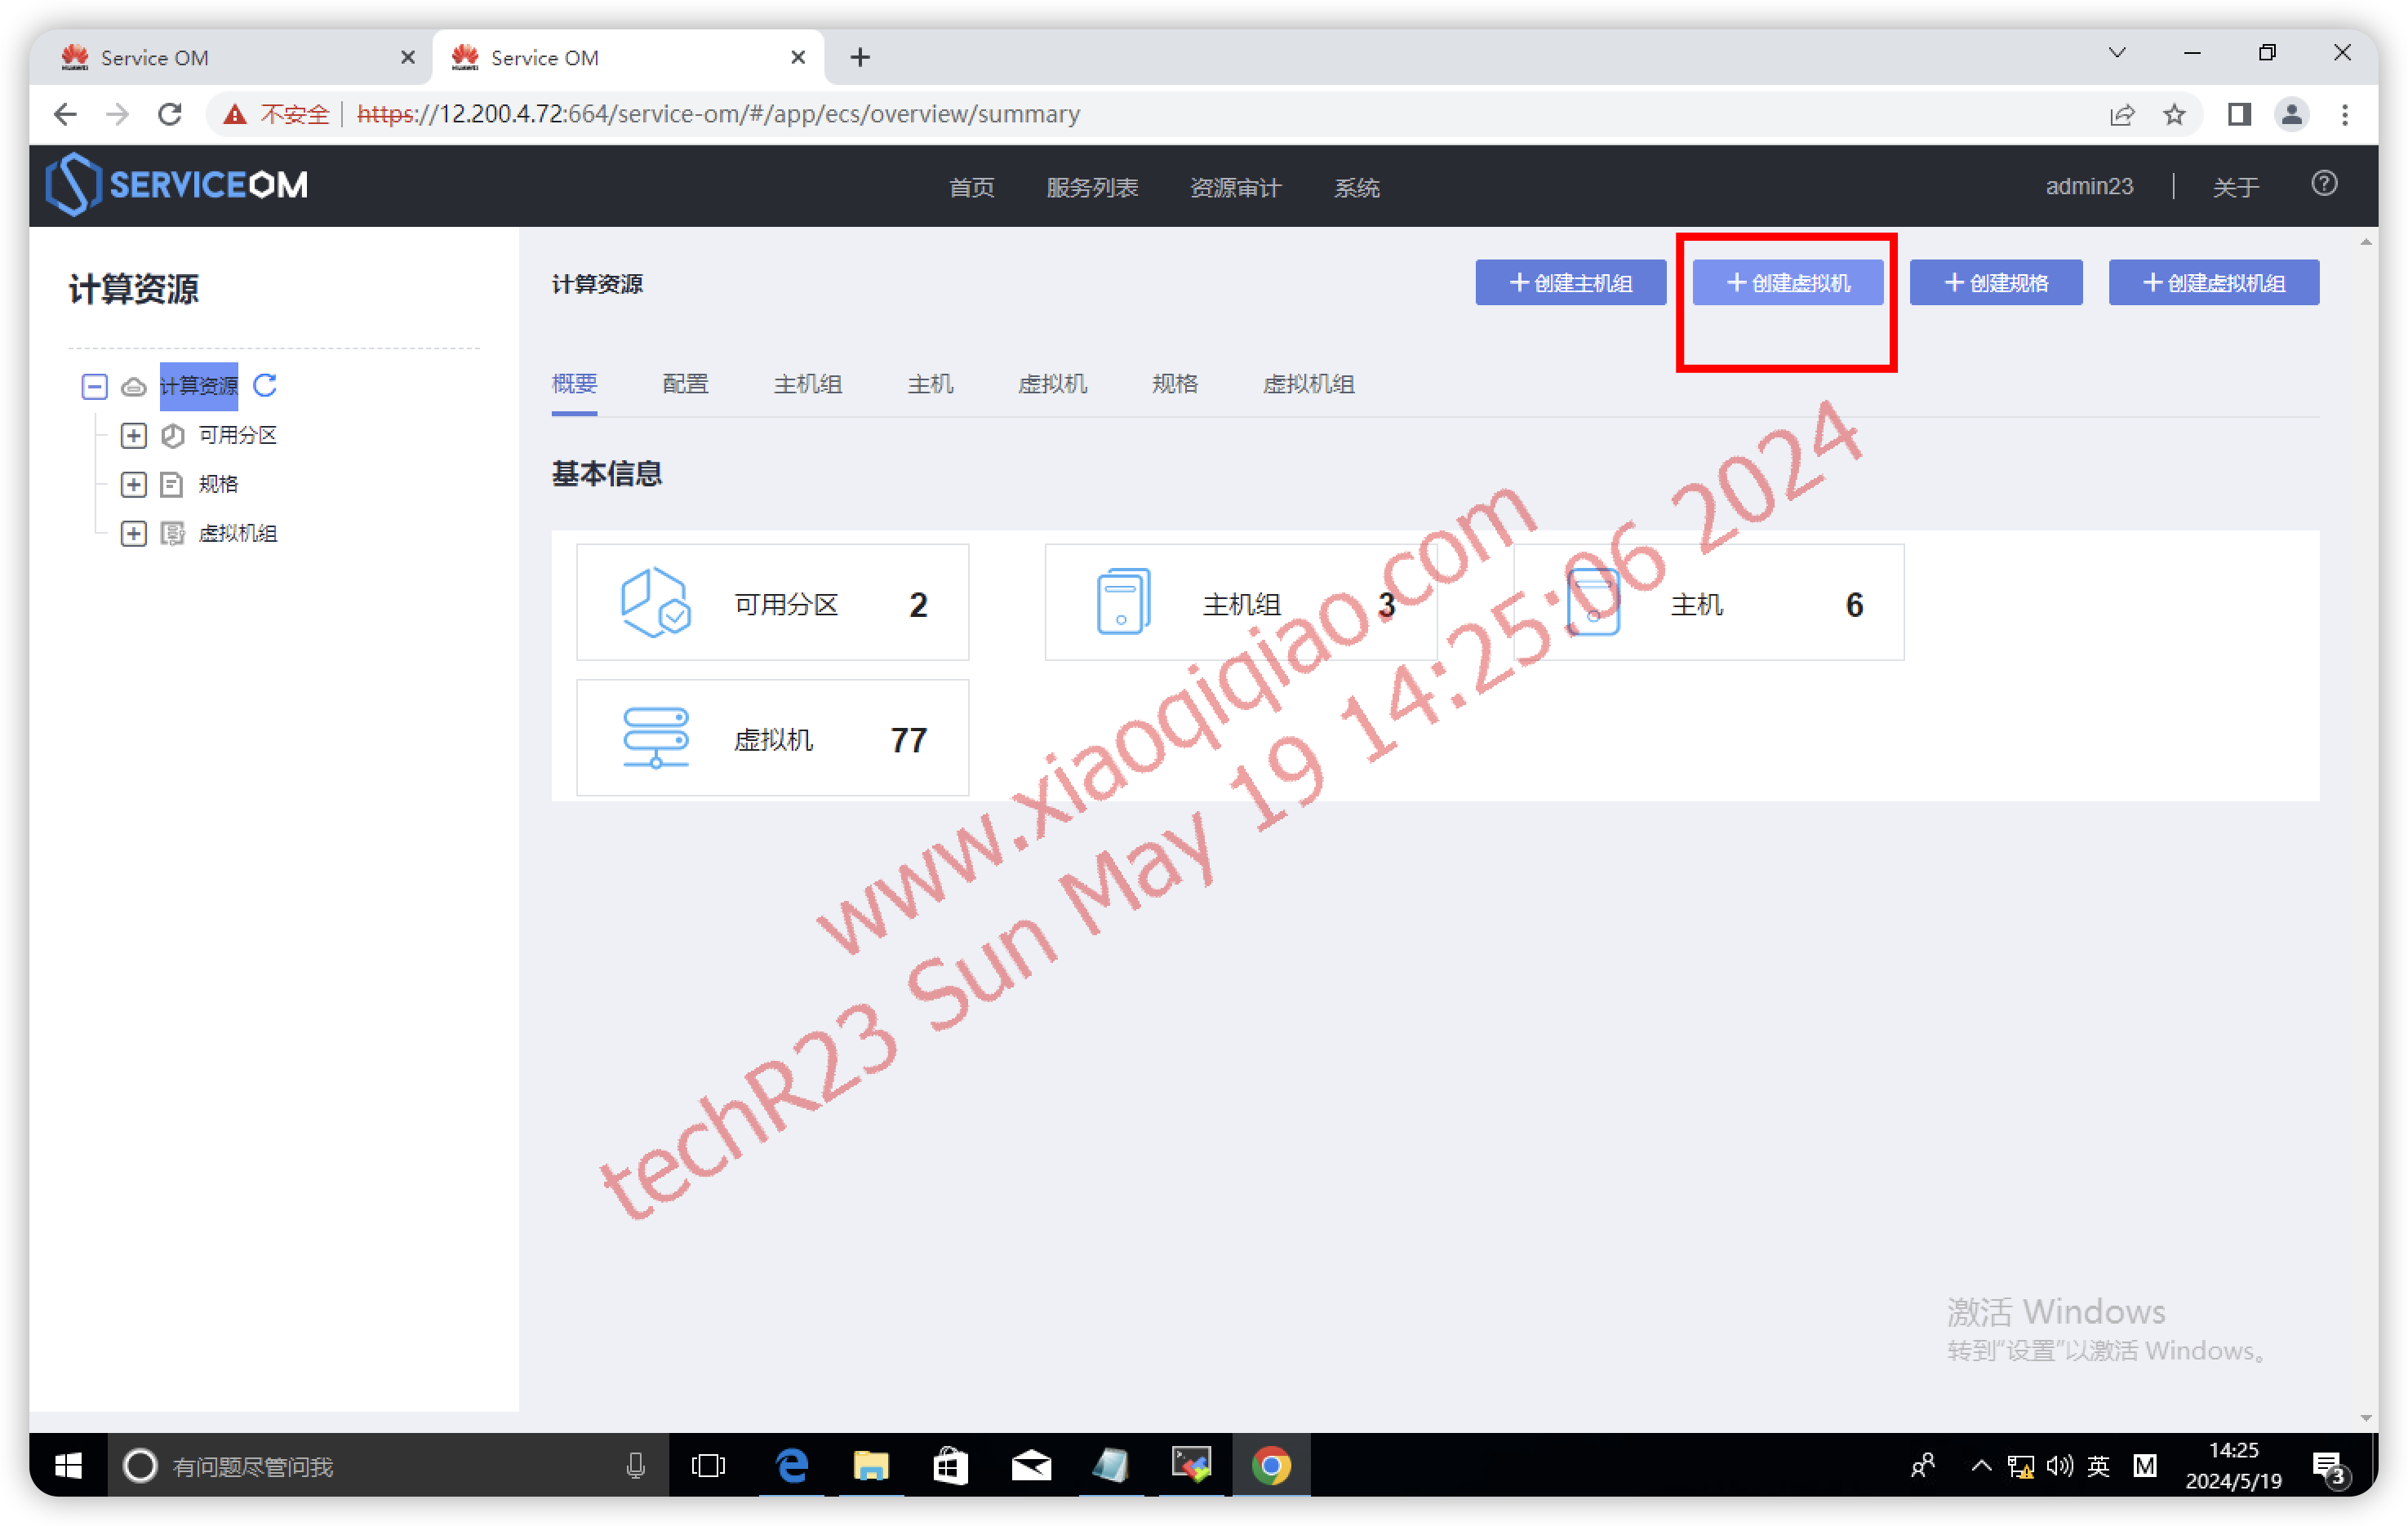 Service OM
Service OM
不安全 https://12.200.4.72:664/service-om/#/app/ecs/overview/summary
SERVICEOM 首页 服务列表 资源审计 系统 admin23 关于
计算资源
计算资源
可用分区
规格
虚拟机组
计算资源 创建主机组 创建虚拟机 创建规格 创建虚拟机组
概要 配置 主机组 主机 虚拟机 规格 虚拟机组
基本信息
可用分区 2
主机组 3
主机 6
虚拟机 77
www.xiaoqiqiao.com
techR23 Sun May 19 14:25:06 2024
激活 Windows
转到“设置”以激活 Windows。
有问题尽管问我
英 M
14:25
2024/5/19
3